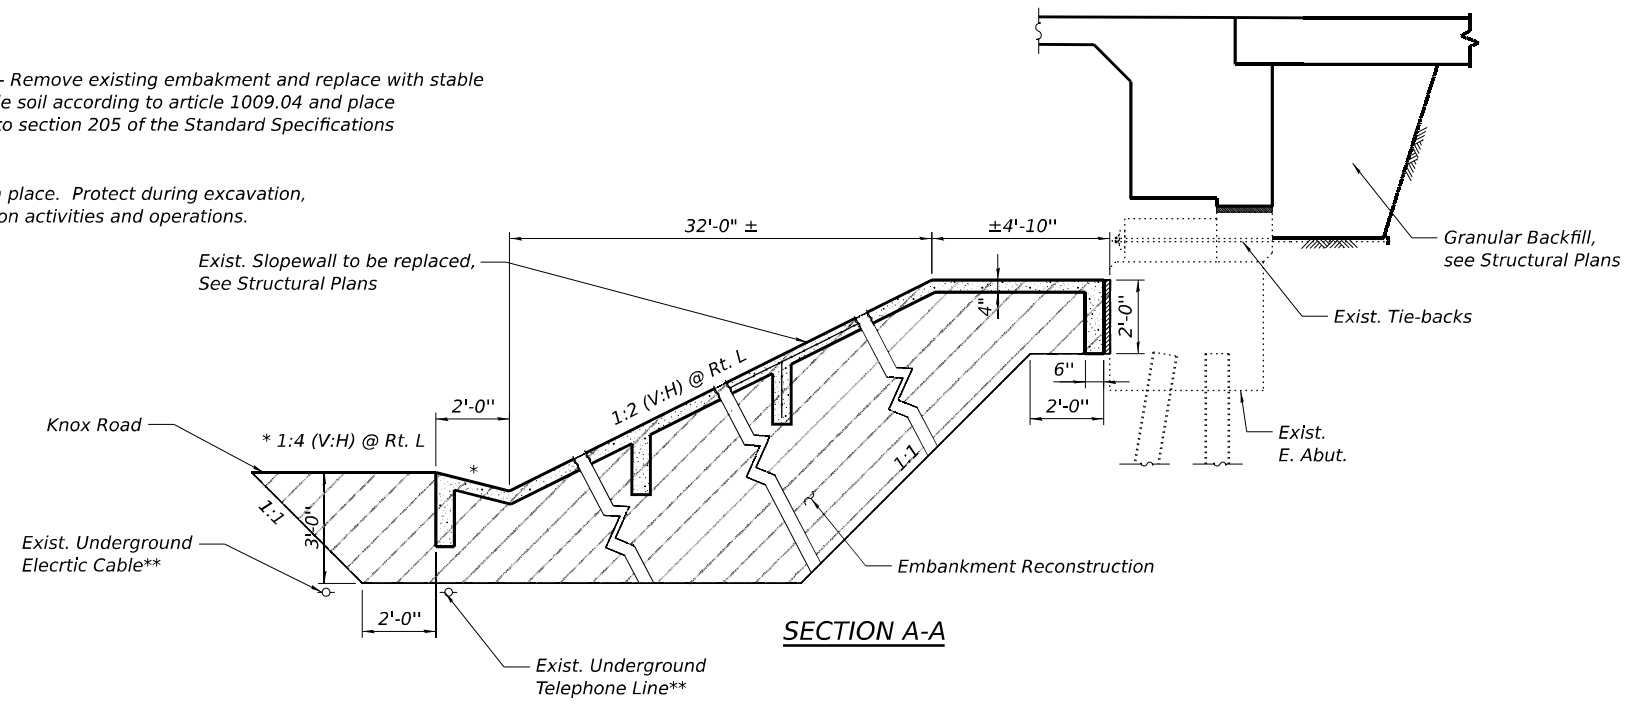 - Remove existing embakment and replace with stable
e soil according to article 1009.04 and place
to section 205 of the Standard Specifications
place. Protect during excavation,
on activities and operations.
32'-0" ±
±4'-10"
Exist. Slopewall to be replaced,
See Structural Plans
Granular Backfill,
see Structural Plans
4"
2'-0"
Exist. Tie-backs
6"
2'-0"
1:2 (V:H) @ Rt. L
2'-0"
Knox Road
* 1:4 (V:H) @ Rt. L
*
Exist.
E. Abut.
1:1
1:1
3'-0"
Exist. Underground
Elecrtic Cable**
Embankment Reconstruction
2'-0"
SECTION A-A
Exist. Underground
Telephone Line**